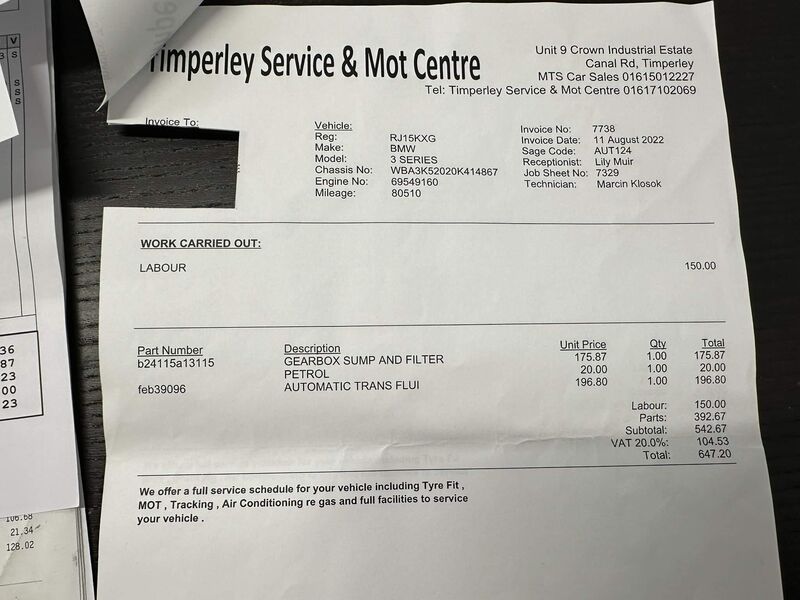 Timperley Service & Mot Centre
Unit 9 Crown Industrial Estate
Canal Rd, Timperley
MTS Car Sales 01615012227
Tel: Timperley Service & Mot Centre 01617102069
Invoice To:
Vehicle:
Reg: RJ15KXG
Make: BMW
Model: 3 SERIES
Chassis No: WBA3K52020K414867
Engine No: 69549160
Mileage: 80510
Invoice No: 7738
Invoice Date: 11 August 2022
Sage Code: AUT124
Receptionist: Lily Muir
Job Sheet No: 7329
Technician: Marcin Klosok
WORK CARRIED OUT:
LABOUR 150.00
Part Number Description Unit Price Qty Total
b24115a13115 GEARBOX SUMP AND FILTER 175.87 1.00 175.87
PETROL 20.00 1.00 20.00
feb39096 AUTOMATIC TRANS FLUI 196.80 1.00 196.80
Labour: 150.00
Parts: 392.67
Subtotal: 542.67
VAT 20.0%: 104.53
Total: 647.20
We offer a full service schedule for your vehicle including Tyre Fit ,
MOT , Tracking , Air Conditioning re gas and full facilities to service
your vehicle .
V
S
S
S
S
36
87
23
00
23
106.68
21.34
128.02